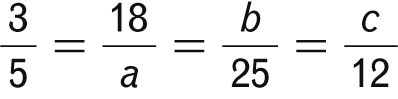 3/5 = 18/a = b/25 = c/12